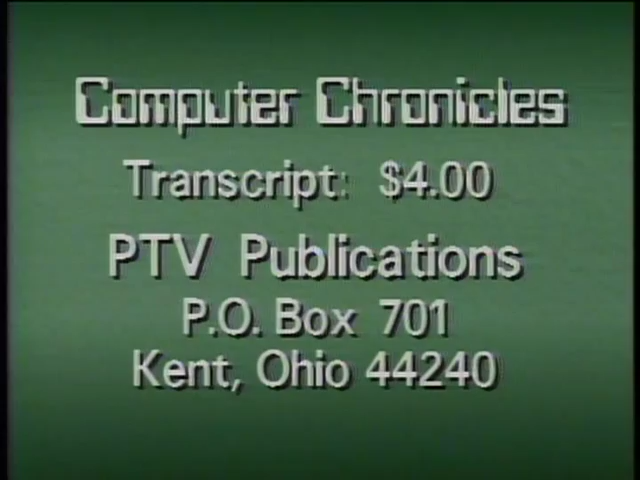 Computer Chronicles
Transcript: $4.00
PTV Publications
P.O. Box 701
Kent, Ohio 44240